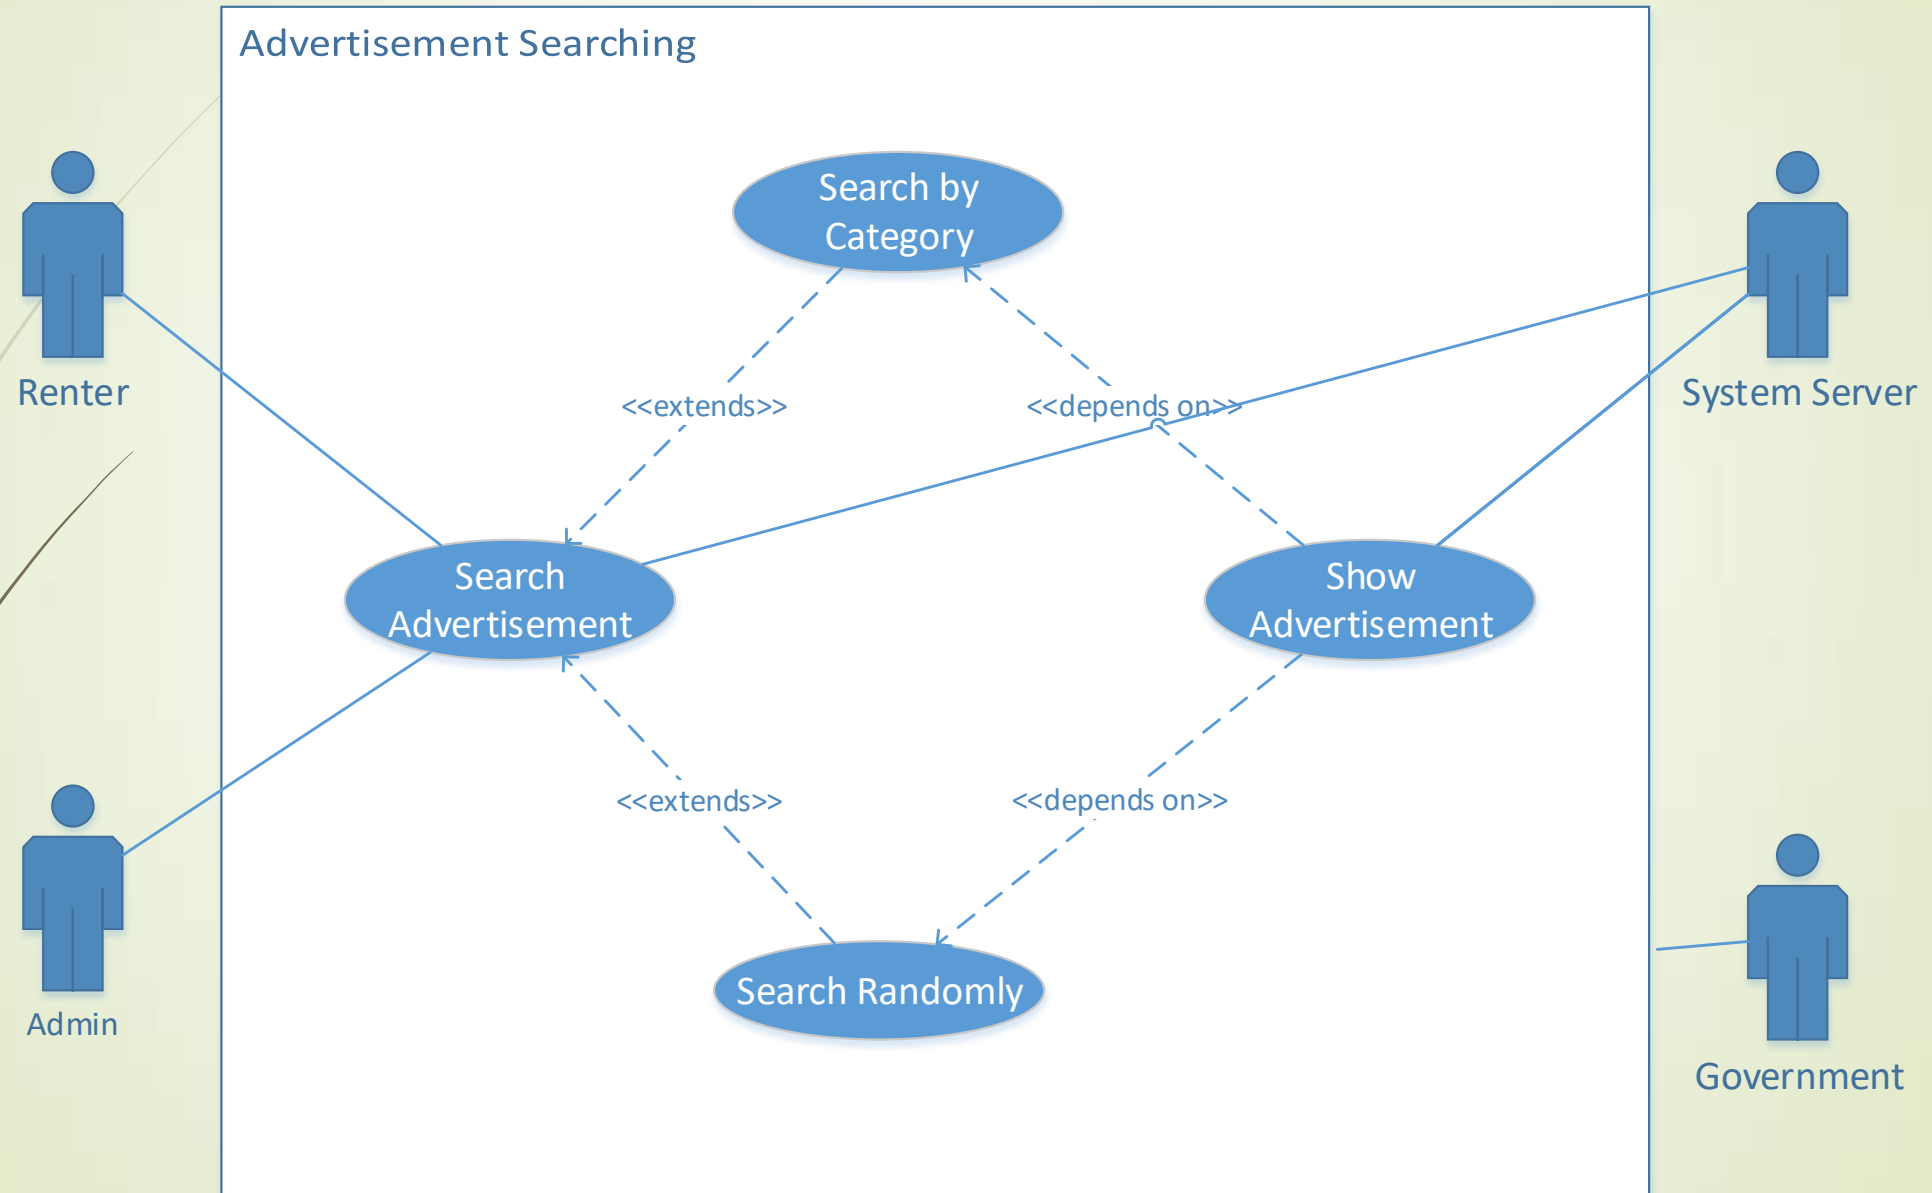 Advertisement Searching
Search by
Category
Renter
System Server
<<extends>>
<<depends on>>
Search
Advertisement
Show
Advertisement
<<extends>>
<<depends on>>
Search Randomly
Admin
Government